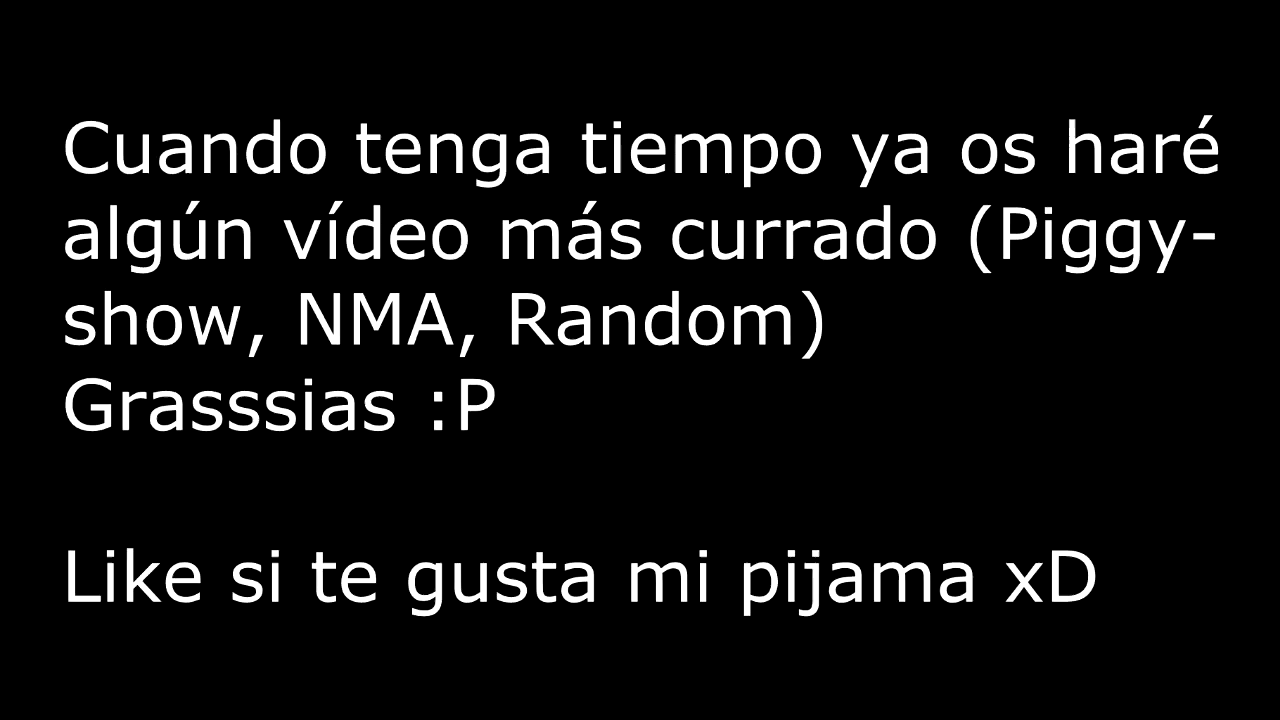 Cuando tenga tiempo ya os haré
algún vídeo más currado (Piggy-
show, NMA, Random)
Grasssias :P
Like si te gusta mi pijama xD